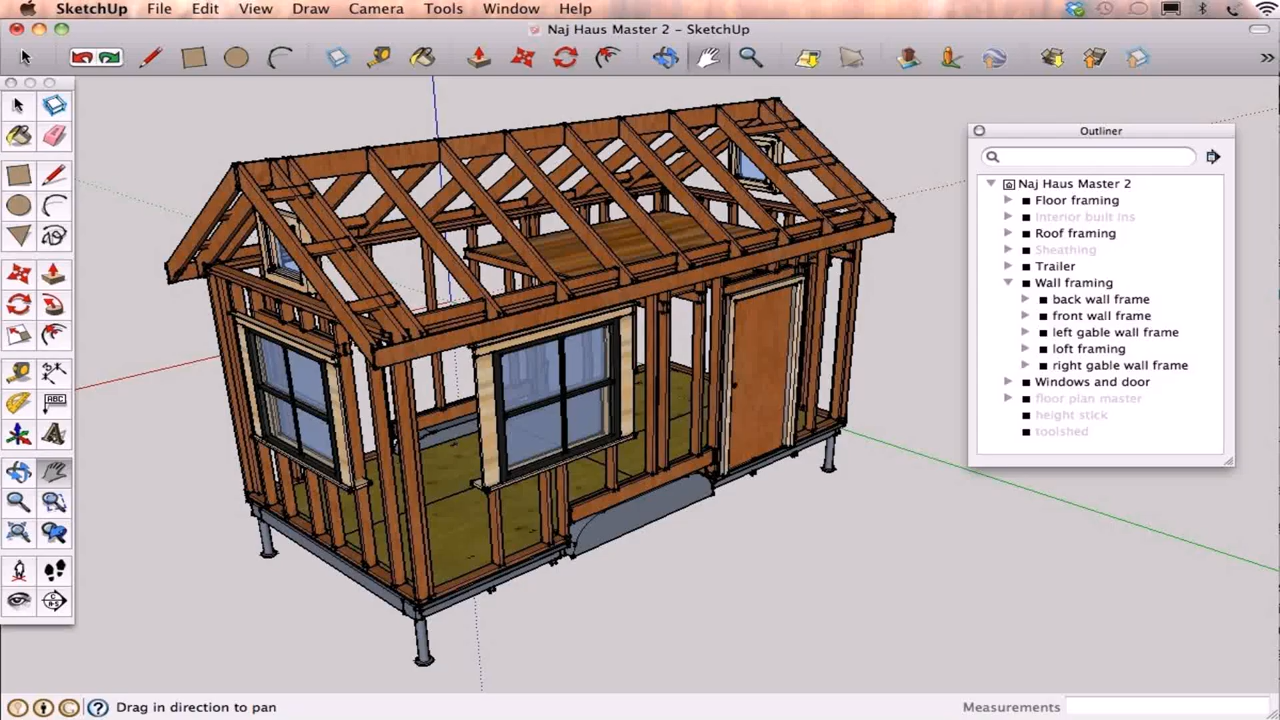 SketchUp File Edit View Draw Camera Tools Window Help
Naj Haus Master 2 - SketchUp
Outliner
Naj Haus Master 2
Floor framing
Interior built ins
Roof framing
Sheathing
Trailer
Wall framing
back wall frame
front wall frame
left gable wall frame
loft framing
right gable wall frame
Windows and door
floor plan master
height stick
toolshed
ABC
Drag in direction to pan
Measurements